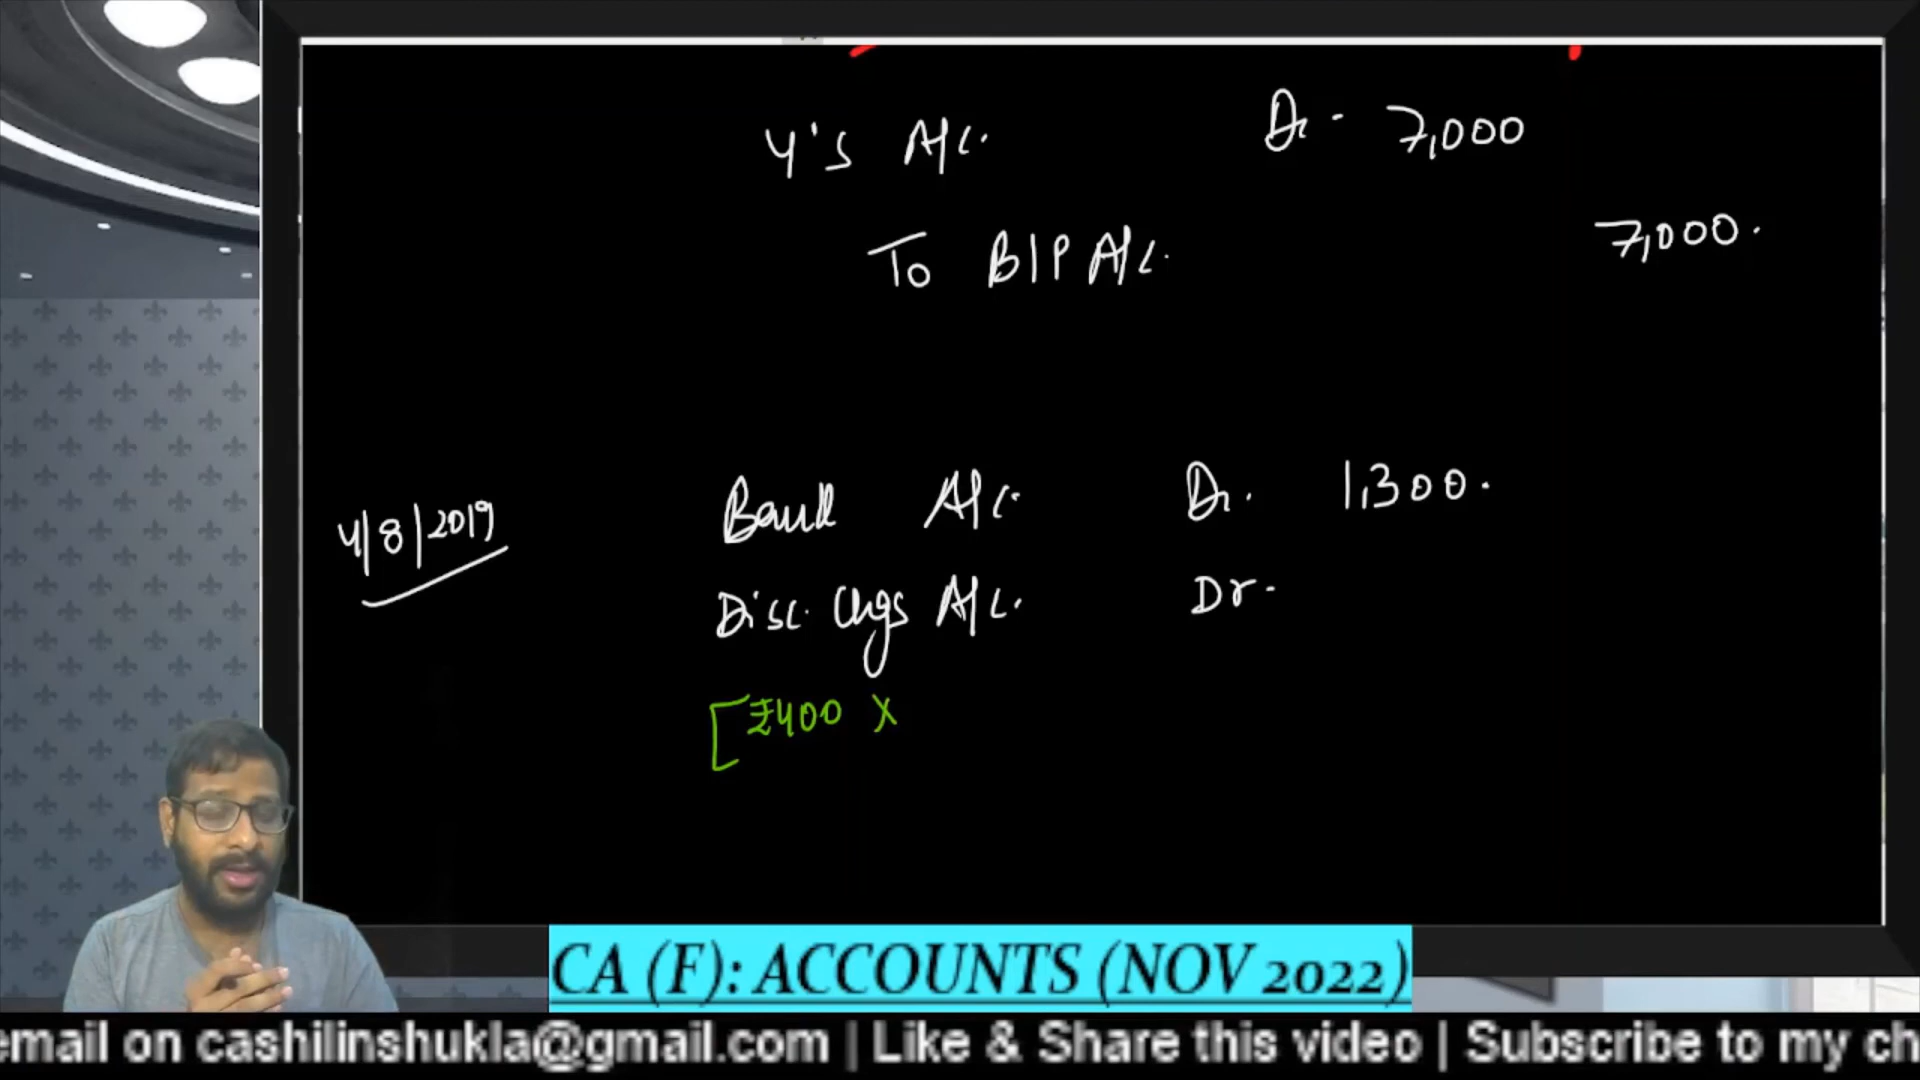 Y's A/c. Dr. 7,000
To B/P A/c. 7,000.
4/8/2019 Bank A/c. Dr. 1,300.
Disc. Chgs A/c. Dr.
[₹400 X
CA (F): ACCOUNTS (NOV 2022)
email on cashilinshukla@gmail.com | Like & Share this video | Subscribe to my ch